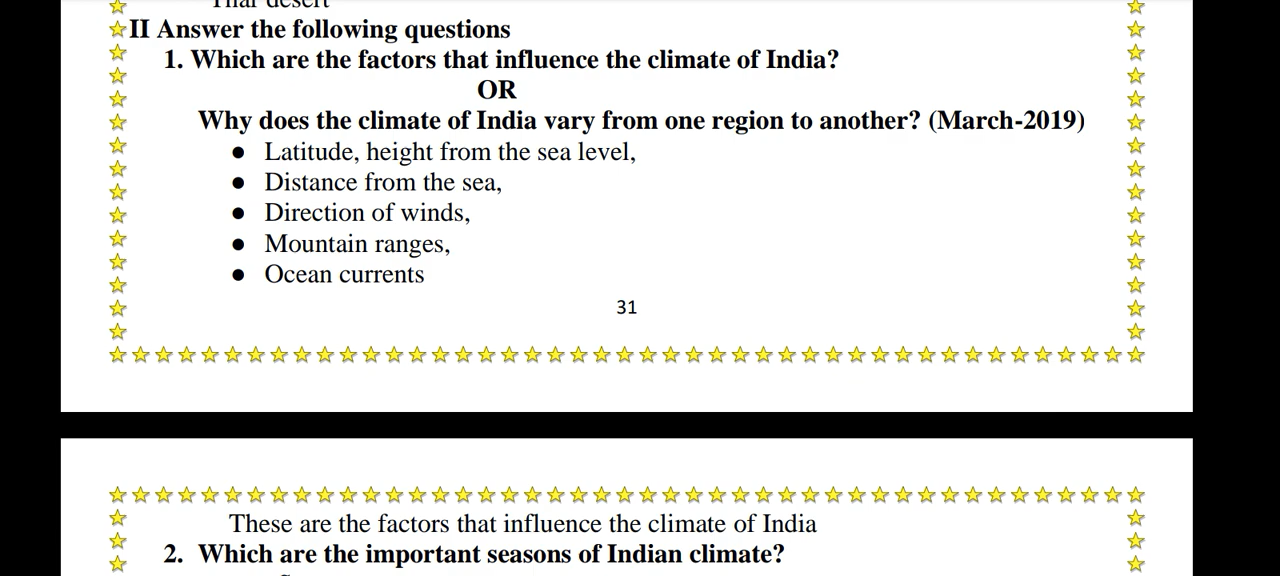 Thar desert
II Answer the following questions
1. Which are the factors that influence the climate of India?
OR
Why does the climate of India vary from one region to another? (March-2019)
● Latitude, height from the sea level,
● Distance from the sea,
● Direction of winds,
● Mountain ranges,
● Ocean currents
31
These are the factors that influence the climate of India
2. Which are the important seasons of Indian climate?